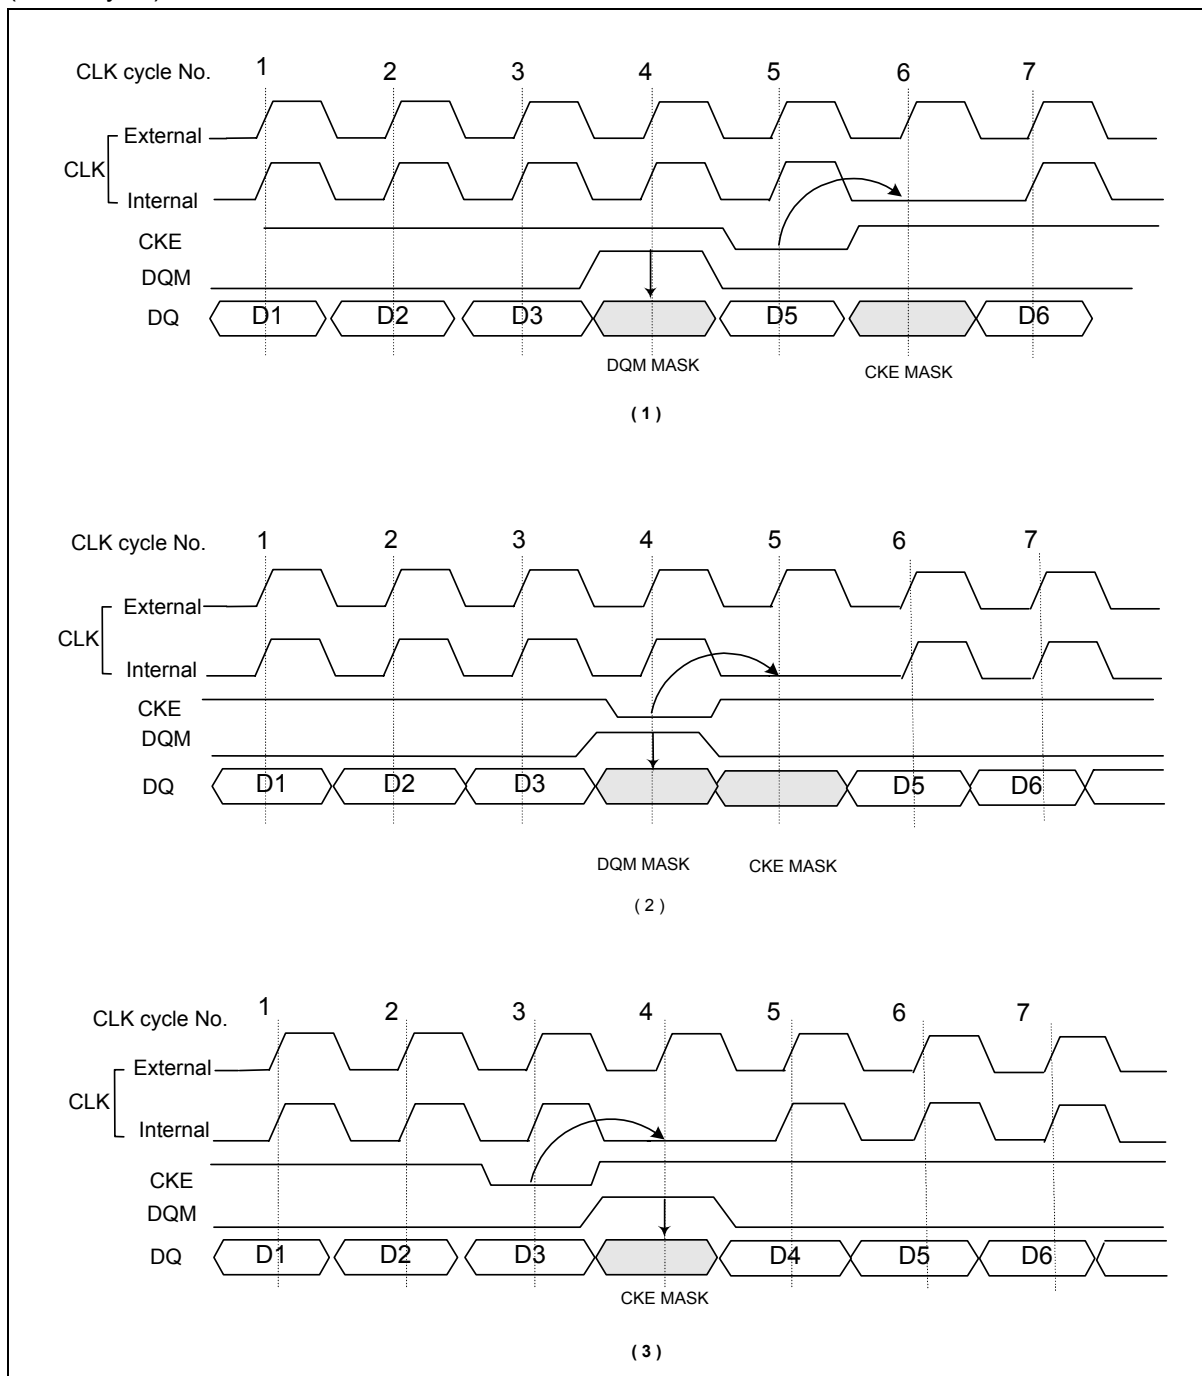 CLK cycle No. 1 2 3 4 5 6 7
External
CLK
Internal
CKE
DQM
DQ D1 D2 D3 D5 D6
DQM MASK CKE MASK
( 1 )
CLK cycle No. 1 2 3 4 5 6 7
External
CLK
Internal
CKE
DQM
DQ D1 D2 D3 D5 D6
DQM MASK CKE MASK
( 2 )
CLK cycle No. 1 2 3 4 5 6 7
External
CLK
Internal
CKE
DQM
DQ D1 D2 D3 D4 D5 D6
CKE MASK
( 3 )